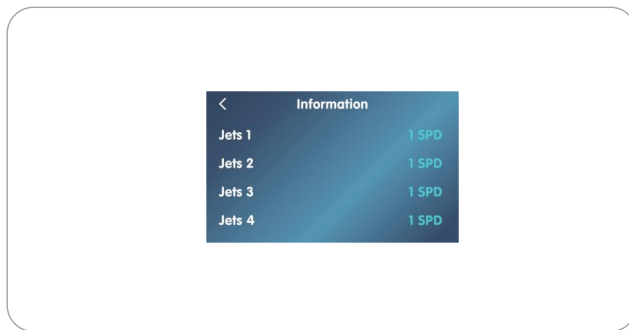 Information
Jets 1 1 SPD
Jets 2 1 SPD
Jets 3 1 SPD
Jets 4 1 SPD